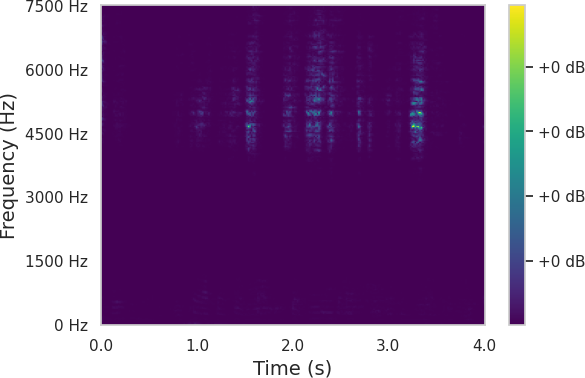 7500 Hz
6000 Hz
4500 Hz
3000 Hz
1500 Hz
0 Hz
Frequency (Hz)
0.0 1.0 2.0 3.0 4.0
Time (s)
+0 dB
+0 dB
+0 dB
+0 dB